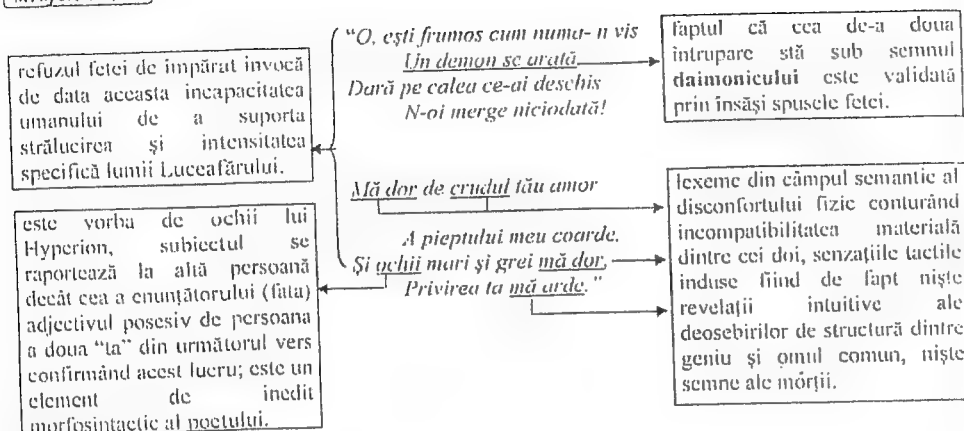 refuzul fetei de împărat invocă
de data aceasta incapacitatea
umanului de a suporta
strălucirea și intensitatea
specifică lumii Luceafărului.
este vorba de ochii lui
Hyperion, subiectul se
raportează la altă persoană
decât cea a enunțătorului (fata)
adjectivul posesiv de persoana
a doua “ta” din următorul vers
confirmând acest lucru; este un
element de inedit
morfosintactic al poetului.
“O, ești frumos cum numa- n vis
Un demon se arată,
Dară pe calea ce-ai deschis
N-oi merge niciodată!
Mă dor de crudul tău amor
A pieptului meu coarde.
Și ochii mari și grei mă dor,
Privirea ta mă arde.”
faptul că cea de-a doua
întrupare stă sub semnul
daimonicului este validată
prin însăși spusele fetei.
lexeme din câmpul semantic al
disconfortului fizic conturând
incompatibilitatea materială
dintre cei doi, senzațiile tactile
induse fiind de fapt niște
revelații intuitive ale
deosebirilor de structură dintre
geniu și omul comun, niște
semne ale morții.